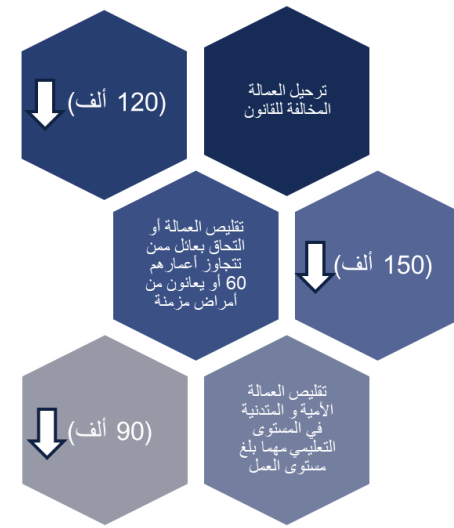 ترحيل العمالة
المخالفة للقانون
(120 ألف)
تقليص العمالة أو
التحاق بعائل ممن
تتجاوز أعمارهم
60 أو يعانون من
أمراض مزمنة
(150 ألف)
تقليص العمالة
الأمية و المتدنية
في المستوى
التعليمي مهما بلغ
مستوى العمل
(90 ألف)